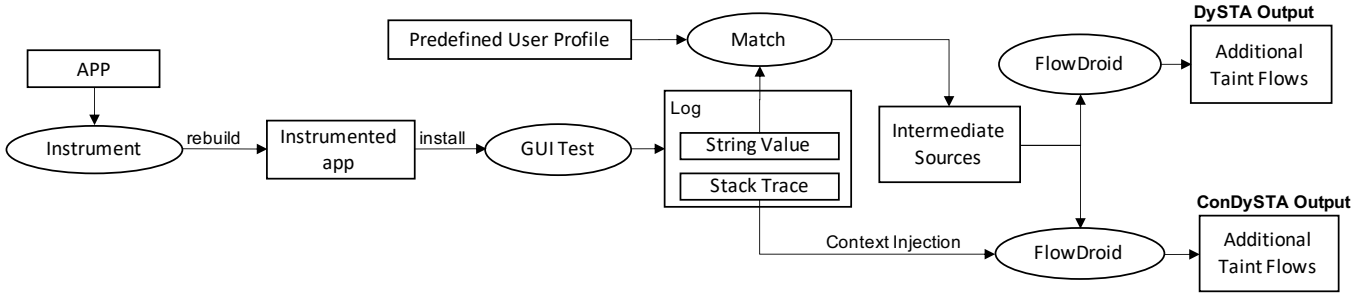 APP
Instrument
rebuild
Instrumented
app
install
GUI Test
Predefined User Profile
Match
Log
String Value
Stack Trace
Intermediate
Sources
Context Injection
FlowDroid
DySTA Output
Additional
Taint Flows
FlowDroid
ConDySTA Output
Additional
Taint Flows